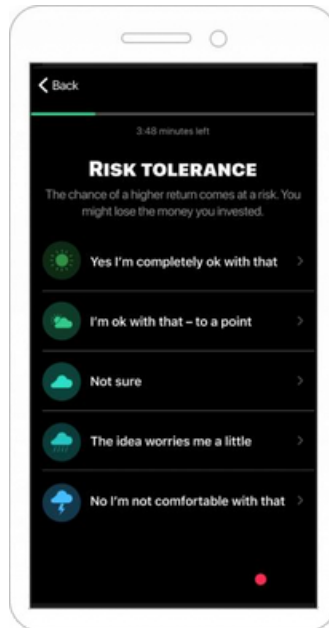 Back
3:48 minutes left
RISK TOLERANCE
The chance of a higher return comes at a risk. You
might lose the money you invested.
Yes I'm completely ok with that
I'm ok with that – to a point
Not sure
The idea worries me a little
No I'm not comfortable with that